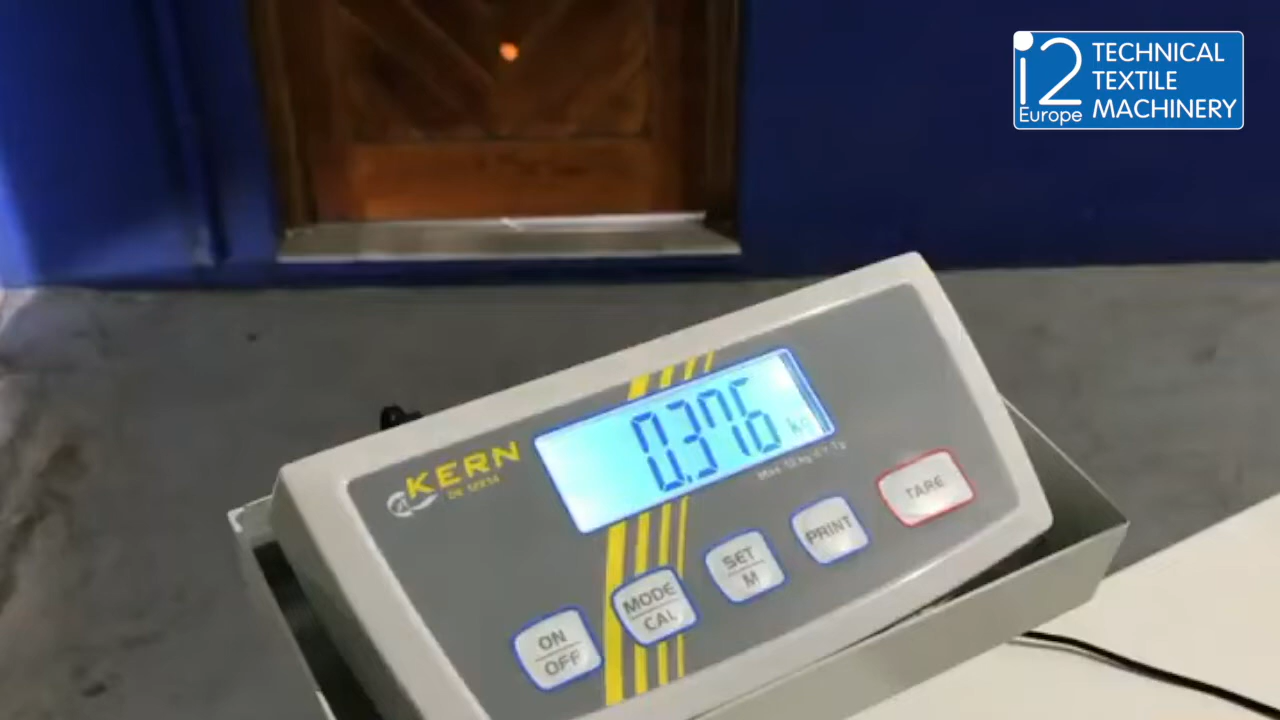 i2
Europe
TECHNICAL
TEXTILE
MACHINERY
0.376 kg
KERN
TARE
PRINT
SET
M
MODE
CAL
ON
OFF